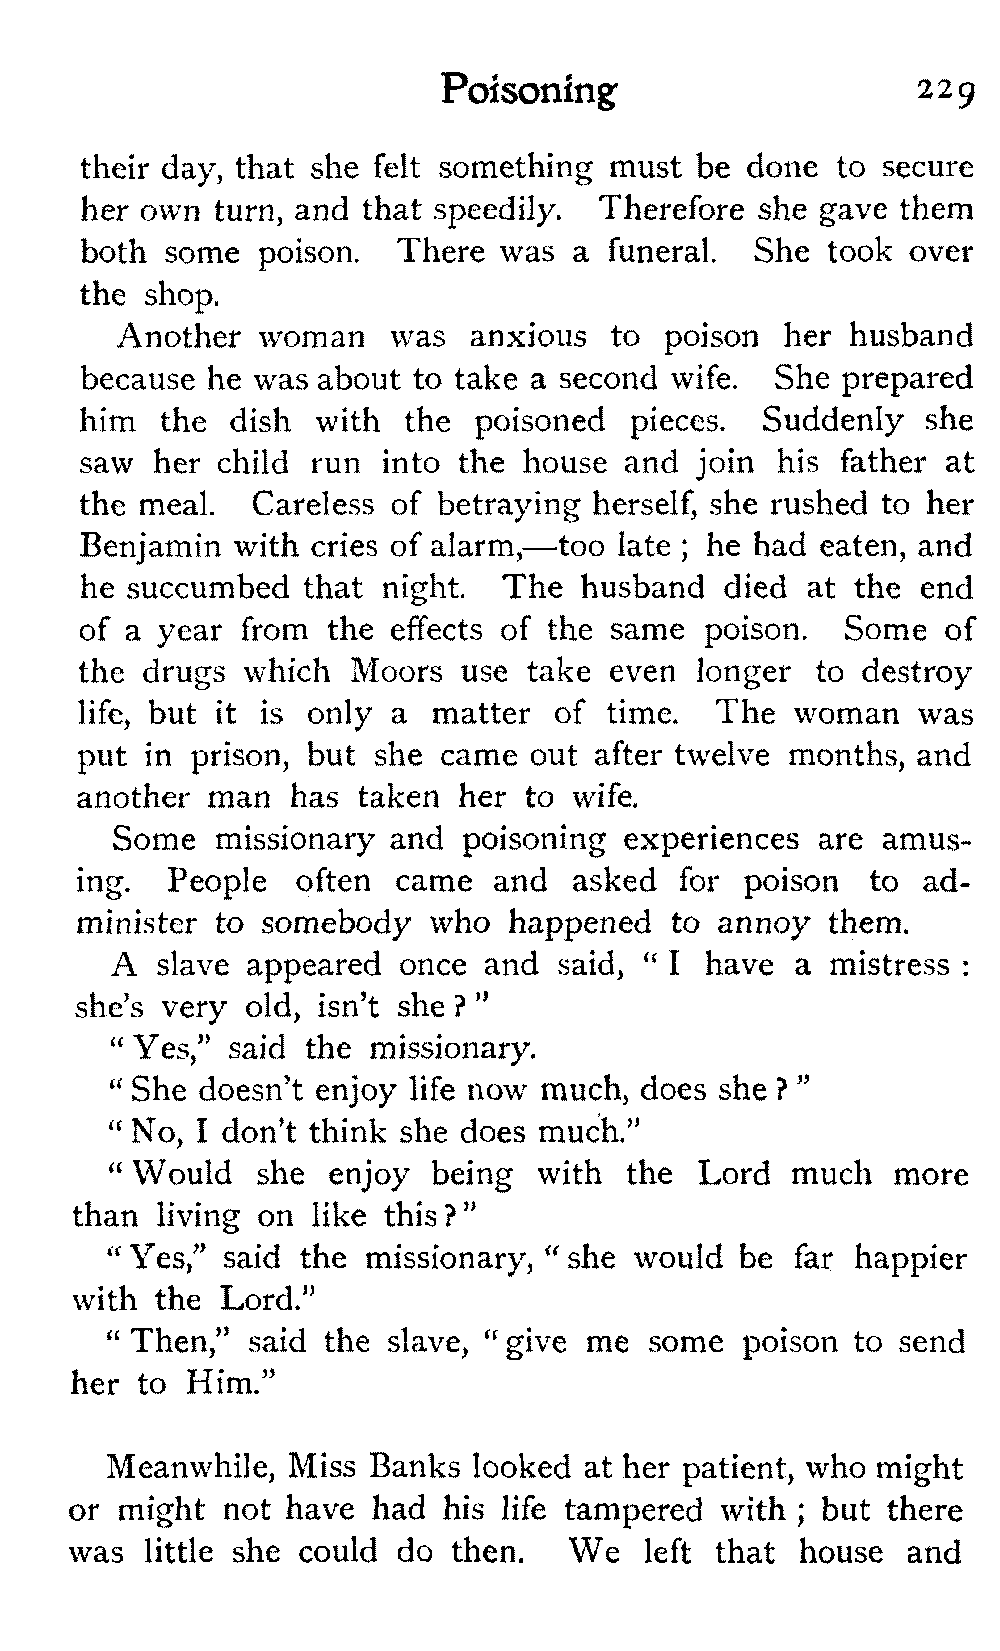 Poisoning 229
their day, that she felt something must be done to secure
her own turn, and that speedily. Therefore she gave them
both some poison. There was a funeral. She took over
the shop.
Another woman was anxious to poison her husband
because he was about to take a second wife. She prepared
him the dish with the poisoned pieces. Suddenly she
saw her child run into the house and join his father at
the meal. Careless of betraying herself, she rushed to her
Benjamin with cries of alarm,—too late ; he had eaten, and
he succumbed that night. The husband died at the end
of a year from the effects of the same poison. Some of
the drugs which Moors use take even longer to destroy
life, but it is only a matter of time. The woman was
put in prison, but she came out after twelve months, and
another man has taken her to wife.
Some missionary and poisoning experiences are amus-
ing. People often came and asked for poison to ad-
minister to somebody who happened to annoy them.
A slave appeared once and said, “ I have a mistress :
she's very old, isn't she ? ”
“ Yes,” said the missionary.
“ She doesn't enjoy life now much, does she ? ”
“ No, I don't think she does much.”
“ Would she enjoy being with the Lord much more
than living on like this ? ”
“ Yes,” said the missionary, “ she would be far happier
with the Lord.”
“ Then,” said the slave, “ give me some poison to send
her to Him.”
Meanwhile, Miss Banks looked at her patient, who might
or might not have had his life tampered with ; but there
was little she could do then. We left that house and